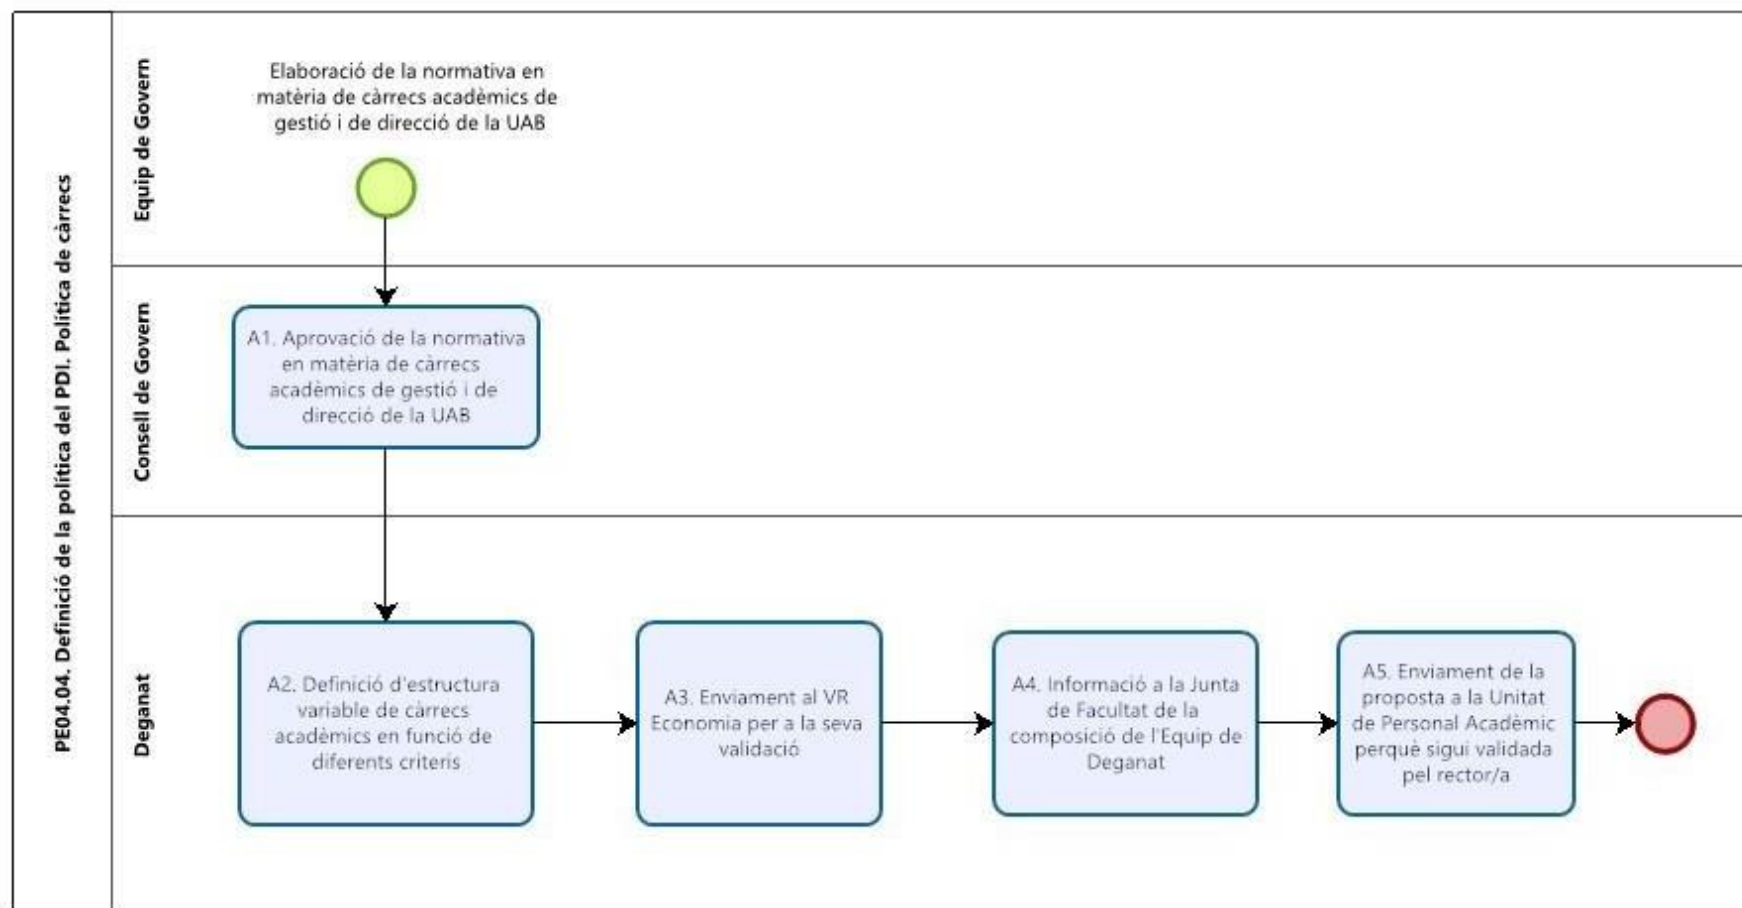 PE04.04. Definició de la política del PDI. Política de càrrecs
Equip de Govern
Elaboració de la normativa en
matèria de càrrecs acadèmics de
gestió i de direcció de la UAB
Consell de Govern
A1. Aprovació de la normativa
en matèria de càrrecs
acadèmics de gestió i de
direcció de la UAB
Deganat
A2. Definició d'estructura
variable de càrrecs
acadèmics en funció de
diferents criteris
A3. Enviament al VR
Economia per a la seva
validació
A4. Informació a la Junta
de Facultat de la
composició de l'Equip de
Deganat
A5. Enviament de la
proposta a la Unitat
de Personal Acadèmic
perquè sigui validada
pel rector/a